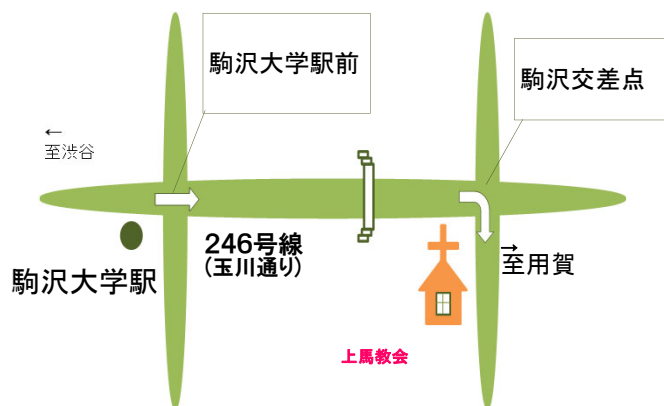 駒沢大学駅前
駒沢交差点
←
至渋谷
246号線
(玉川通り)
→
至用賀
駒沢大学駅
上馬教会